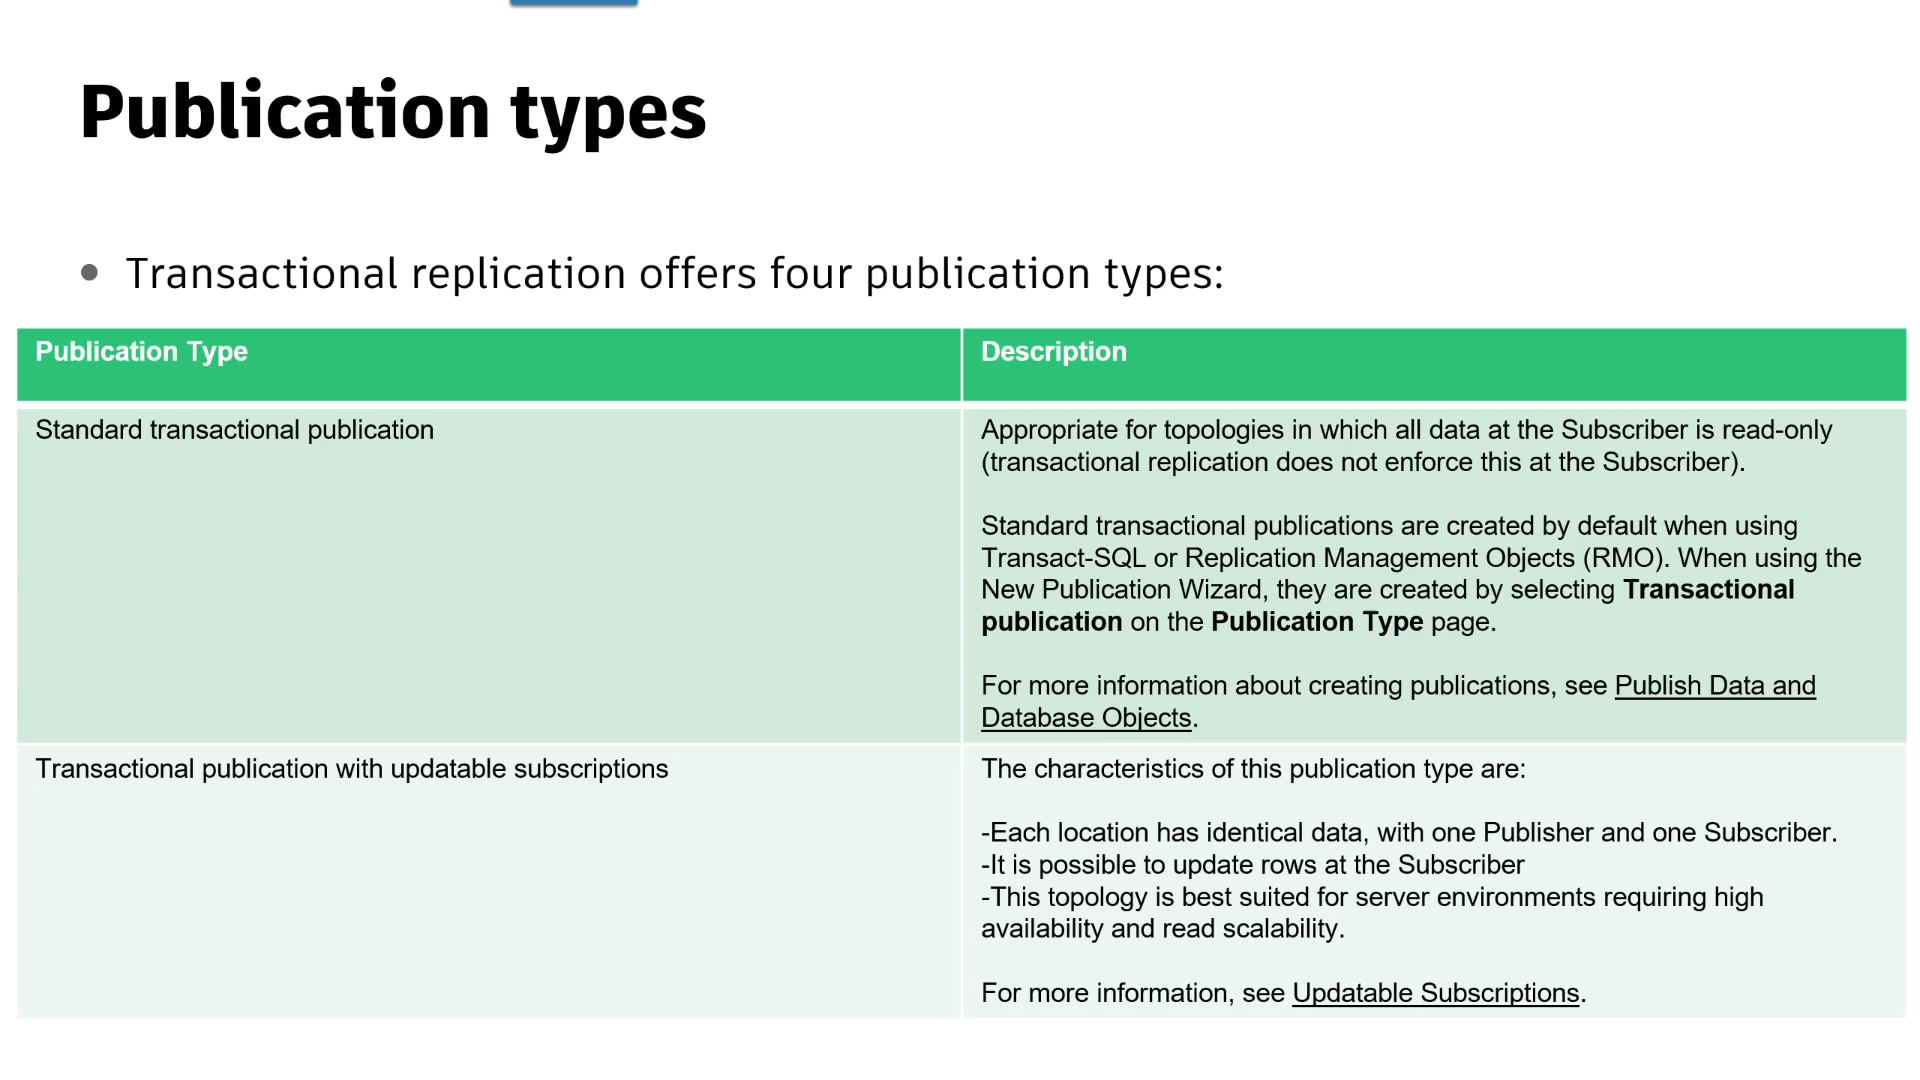 Publication types
• Transactional replication offers four publication types:
Publication Type
Description
Standard transactional publication
Appropriate for topologies in which all data at the Subscriber is read-only
(transactional replication does not enforce this at the Subscriber).
Standard transactional publications are created by default when using
Transact-SQL or Replication Management Objects (RMO). When using the
New Publication Wizard, they are created by selecting Transactional
publication on the Publication Type page.
For more information about creating publications, see Publish Data and
Database Objects.
Transactional publication with updatable subscriptions
The characteristics of this publication type are:
-Each location has identical data, with one Publisher and one Subscriber.
-It is possible to update rows at the Subscriber
-This topology is best suited for server environments requiring high
availability and read scalability.
For more information, see Updatable Subscriptions.